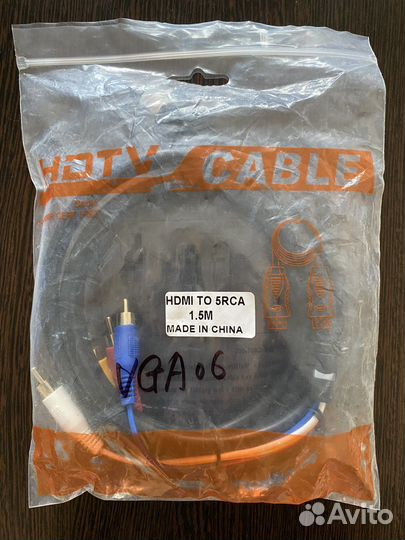 HDTV CABLE
HDMI TO 5RCA
1.5M
MADE IN CHINA
VGA06
Avito